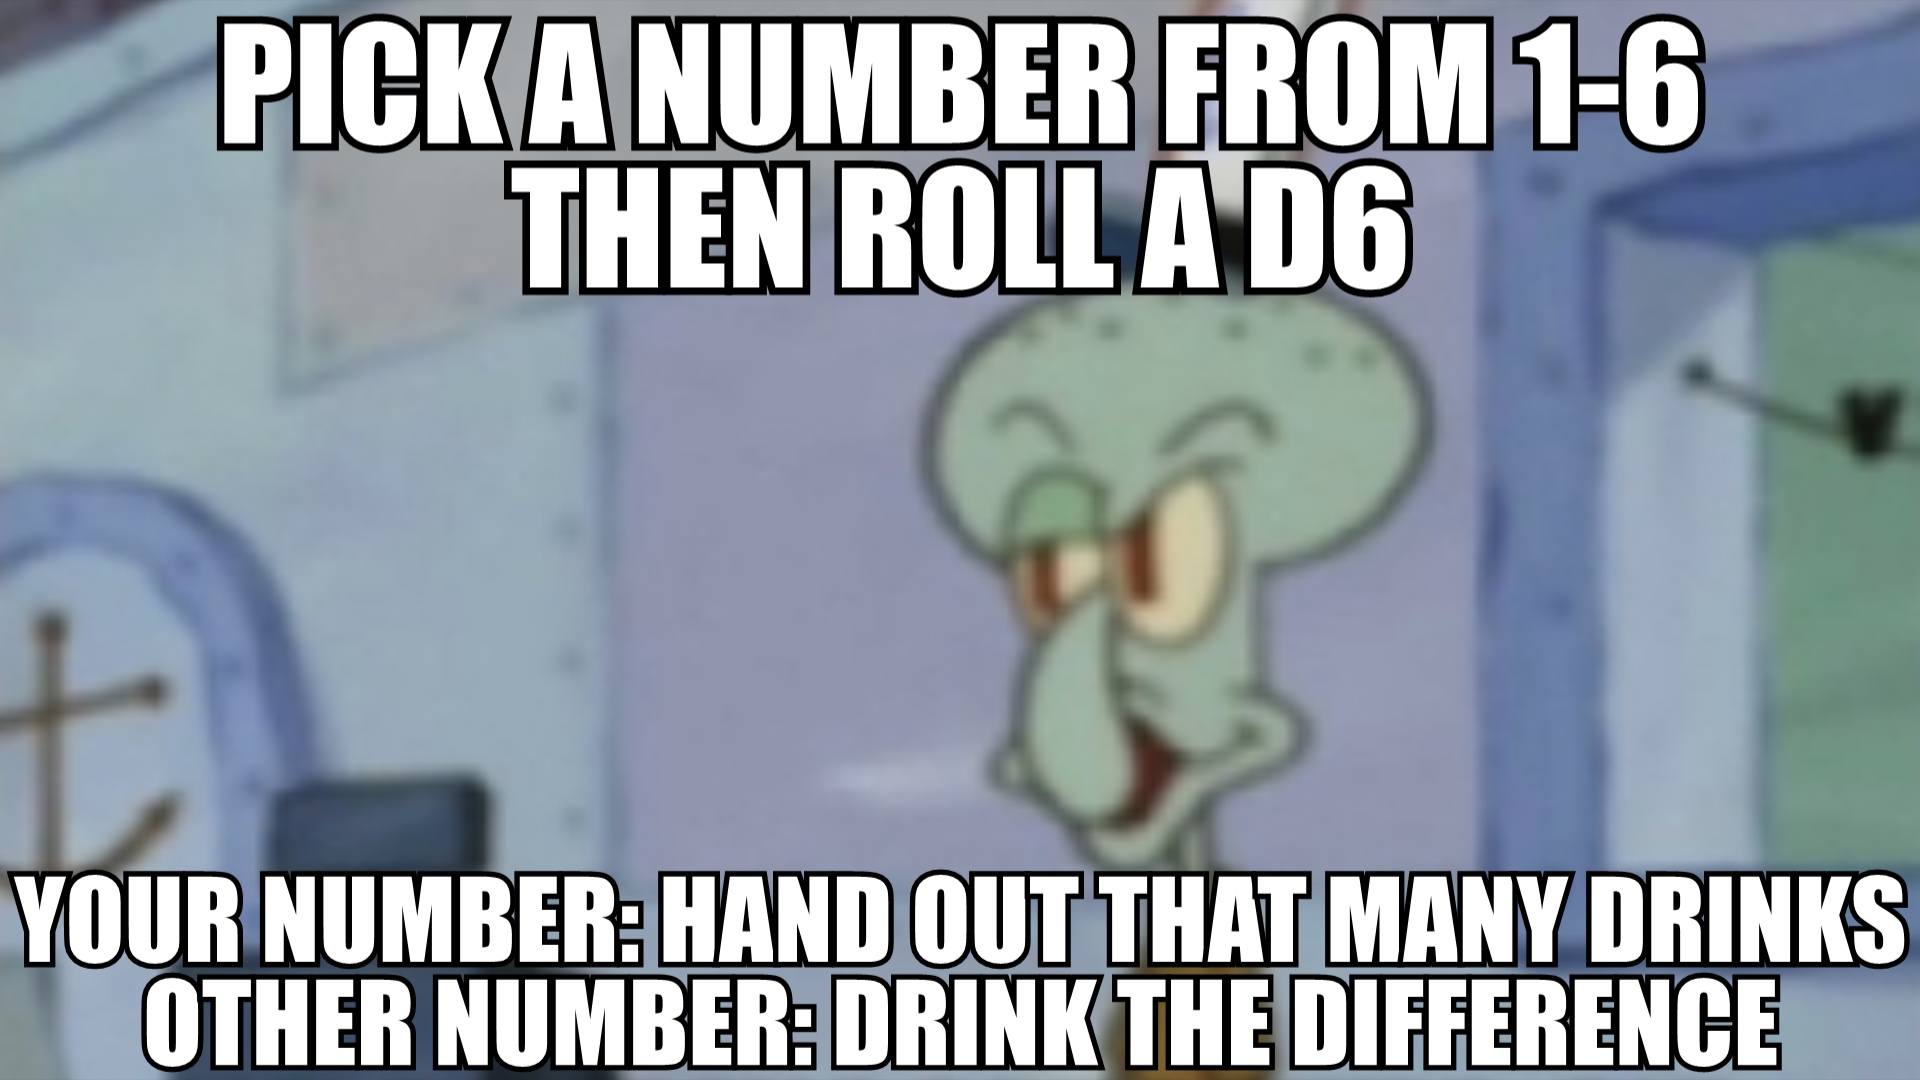 PICK A NUMBER FROM 1-6
THEN ROLL A D6
YOUR NUMBER: HAND OUT THAT MANY DRINKS
OTHER NUMBER: DRINK THE DIFFERENCE